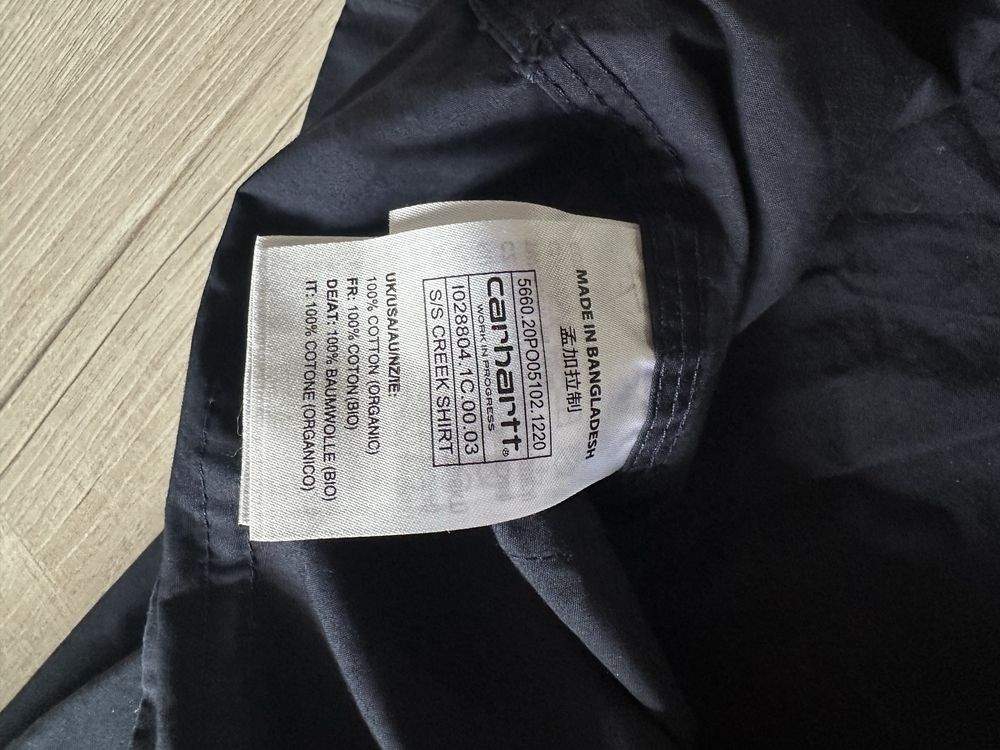 MADE IN BANGLADESH
孟加拉制
5660.20PO05102.1220
carhartt®
WORK IN PROGRESS
I028804.1C.00.03
S/S CREEK SHIRT
UK/USA/AU/NZ/IE:
100% COTTON (ORGANIC)
FR: 100% COTON(BIO)
DE/AT: 100% BAUMWOLLE (BIO)
IT: 100% COTONE (ORGANICO)